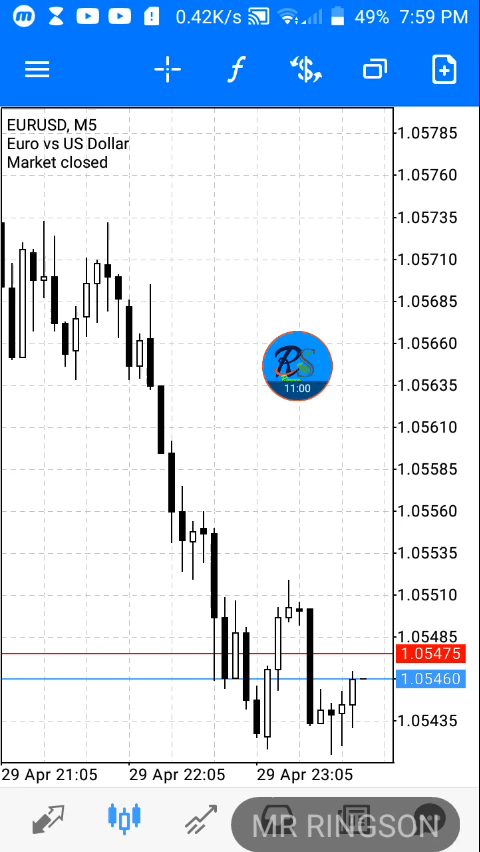 0.42K/s 49% 7:59 PM
EURUSD, M5
Euro vs US Dollar
Market closed
1.05785
1.05760
1.05735
1.05710
1.05685
1.05660
RS
11:00
1.05635
1.05610
1.05585
1.05560
1.05535
1.05510
1.05485
1.05475
1.05460
1.05435
29 Apr 21:05 29 Apr 22:05 29 Apr 23:05
MR RINGSON